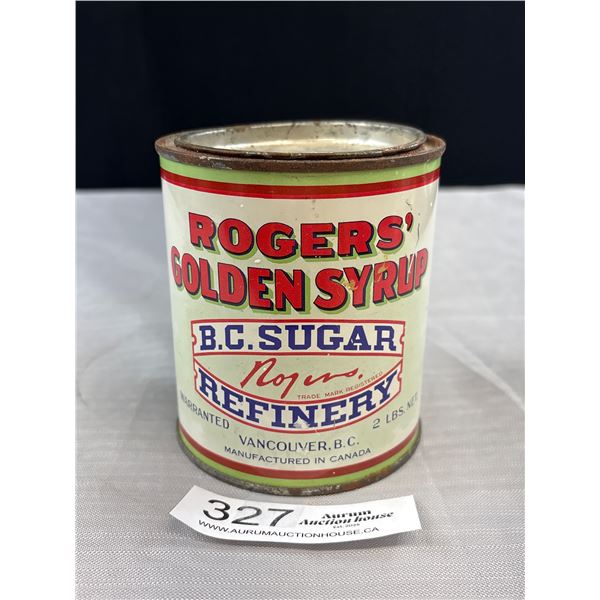 ROGERS'
GOLDEN SYRUP
B.C. SUGAR
Rogers.
TRADE MARK REGISTERED
REFINERY
WARRANTED 2 LBS. NET
VANCOUVER, B.C.
MANUFACTURED IN CANADA
327 Aurum
Auction house
WWW.AURUMAUCTIONHOUSE.CA